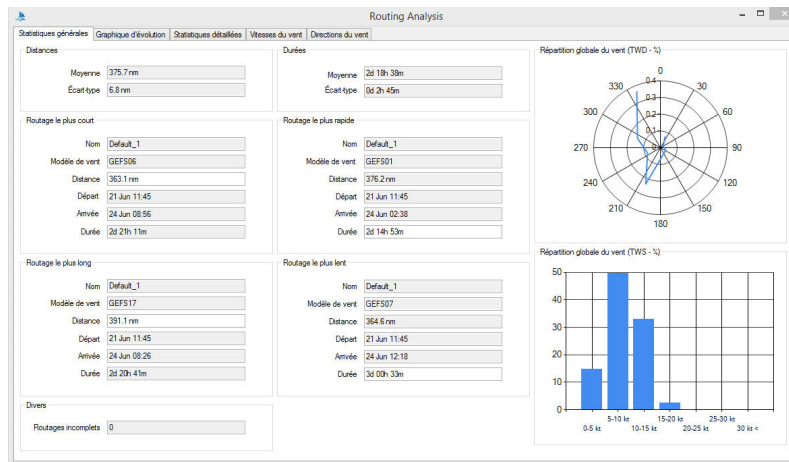 Routing Analysis
Statistiques générales Graphique d'évolution Statistiques détaillées Vitesses du vent Directions du vent
Distances
Moyenne 375.7 nm
Écart-type 6.8 nm
Durées
Moyenne 2d 18h 38m
Écart-type 0d 2h 45m
Routage le plus court
Nom Default_1
Modèle de vent GEFS06
Distance 363.1 nm
Départ 21 Jun 11:45
Arrivée 24 Jun 08:56
Durée 2d 21h 11m
Routage le plus rapide
Nom Default_1
Modèle de vent GEFS01
Distance 376.2 nm
Départ 21 Jun 11:45
Arrivée 24 Jun 02:38
Durée 2d 14h 53m
Routage le plus long
Nom Default_1
Modèle de vent GEFS17
Distance 391.1 nm
Départ 21 Jun 11:45
Arrivée 24 Jun 08:26
Durée 2d 20h 41m
Routage le plus lent
Nom Default_1
Modèle de vent GEFS07
Distance 364.6 nm
Départ 21 Jun 11:45
Arrivée 24 Jun 12:18
Durée 3d 00h 33m
Divers
Routages incomplets 0
Répartition globale du vent (TWD - %)
0
330 0.4 30
0.3
300 0.2 60
0.1
270 0 90
240 120
210 150
180
Répartition globale du vent (TWS - %)
50
40
30
20
10
0
5-10 kt 15-20 kt 25-30 kt
0-5 kt 10-15 kt 20-25 kt 30 kt <